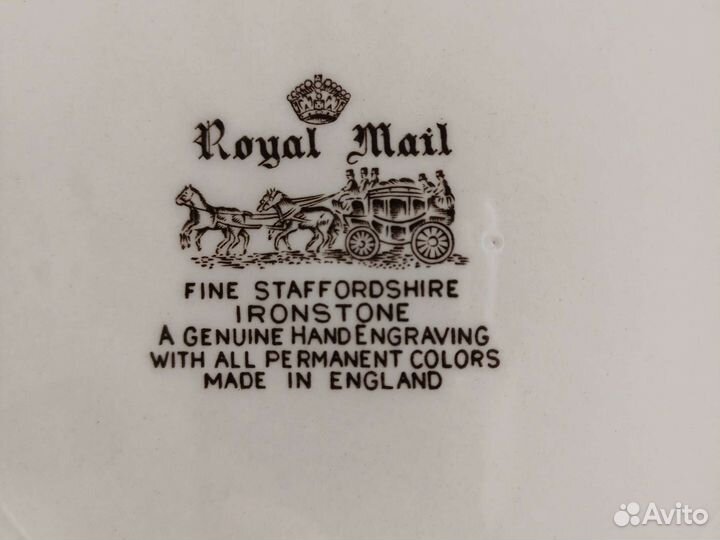 Royal Mail
FINE STAFFORDSHIRE
IRONSTONE
A GENUINE HAND ENGRAVING
WITH ALL PERMANENT COLORS
MADE IN ENGLAND
Avito